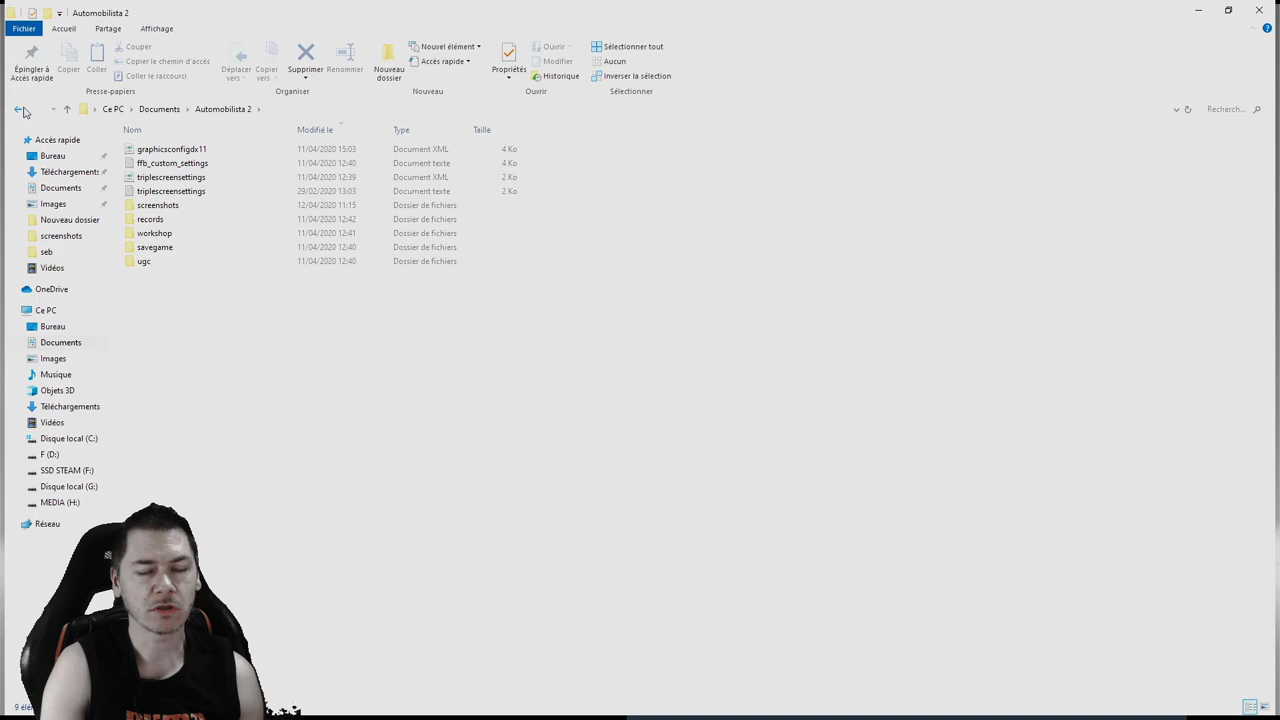 Automobilista 2
Fichier Accueil Partage Affichage
Épingler à Accès rapide
Copier
Coller
Couper
Copier le chemin d'accès
Coller le raccourci
Presse-papiers
Déplacer vers
Copier vers
Supprimer
Renommer
Organiser
Nouveau dossier
Nouvel élément
Accès rapide
Nouveau
Propriétés
Ouvrir
Modifier
Historique
Ouvrir
Sélectionner tout
Aucun
Inverser la sélection
Sélectionner
Ce PC Documents Automobilista 2
Recherch...
Accès rapide
Bureau
Téléchargements
Documents
Images
Nouveau dossier
screenshots
seb
Vidéos
OneDrive
Ce PC
Bureau
Documents
Images
Musique
Objets 3D
Téléchargements
Vidéos
Disque local (C:)
F (D:)
SSD STEAM (F:)
Disque local (G:)
MEDIA (H:)
Réseau
Nom Modifié le Type Taille
graphicsconfigdx11 11/04/2020 15:03 Document XML 4 Ko
ffb_custom_settings 11/04/2020 12:40 Document texte 4 Ko
triplescreensettings 11/04/2020 12:39 Document XML 2 Ko
triplescreensettings 29/02/2020 13:03 Document texte 2 Ko
screenshots 12/04/2020 11:15 Dossier de fichiers
records 11/04/2020 12:42 Dossier de fichiers
workshop 11/04/2020 12:41 Dossier de fichiers
savegame 11/04/2020 12:40 Dossier de fichiers
ugc 11/04/2020 12:40 Dossier de fichiers